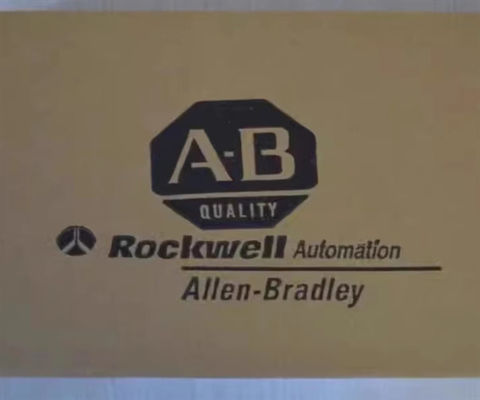 A-B
QUALITY
Rockwell Automation
Allen-Bradley